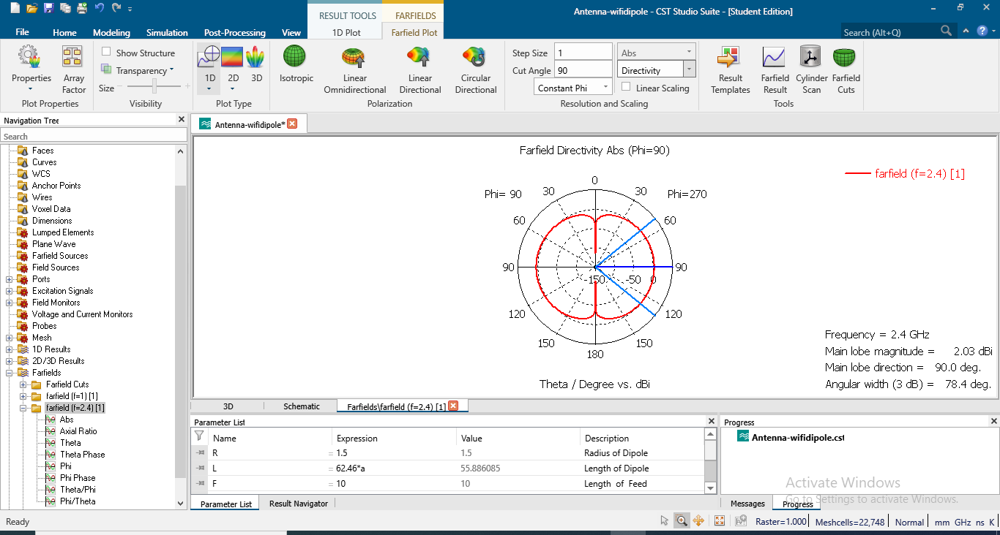 Antenna-wifidipole - CST Studio Suite - [Student Edition]
RESULT TOOLS FARFIELDS
File Home Modeling Simulation Post-Processing View 1D Plot Farfield Plot
Search (Alt+Q)
Properties
Array Factor
Plot Properties
Show Structure
Transparency
Size
Visibility
1D 2D 3D
Plot Type
Isotropic
Linear Omnidirectional
Linear Directional
Circular Directional
Polarization
Step Size 1
Cut Angle 90
Constant Phi
Abs
Directivity
Linear Scaling
Resolution and Scaling
Result Templates
Farfield Result
Cylinder Scan
Farfield Cuts
Tools
Navigation Tree
Search
Faces
Curves
WCS
Anchor Points
Wires
Voxel Data
Dimensions
Lumped Elements
Plane Wave
Farfield Sources
Field Sources
Ports
Excitation Signals
Field Monitors
Voltage and Current Monitors
Probes
Mesh
1D Results
2D/3D Results
Farfields
Farfield Cuts
farfield (f=1) [1]
farfield (f=2.4) [1]
Abs
Axial Ratio
Theta
Theta Phase
Phi
Phi Phase
Theta/Phi
Phi/Theta
Antenna-wifidipole*
Farfield Directivity Abs (Phi=90)
farfield (f=2.4) [1]
0
Phi= 90 30 30 Phi=270
60 60
90 90
-150 -50 0
120 120
150 150
180
Theta / Degree vs. dBi
Frequency = 2.4 GHz
Main lobe magnitude = 2.03 dBi
Main lobe direction = 90.0 deg.
Angular width (3 dB) = 78.4 deg.
3D Schematic Farfields\farfield (f=2.4) [1]
Parameter List
Name Expression Value Description
R = 1.5 1.5 Radius of Dipole
L = 62.46*a 55.886085 Length of Dipole
F = 10 10 Length of Feed
Parameter List Result Navigator
Progress
Antenna-wifidipole.cst
Activate Windows
Go to Settings to activate Windows.
Messages Progress
Ready
Raster=1.000 Meshcells=22,748 Normal mm GHz ns K